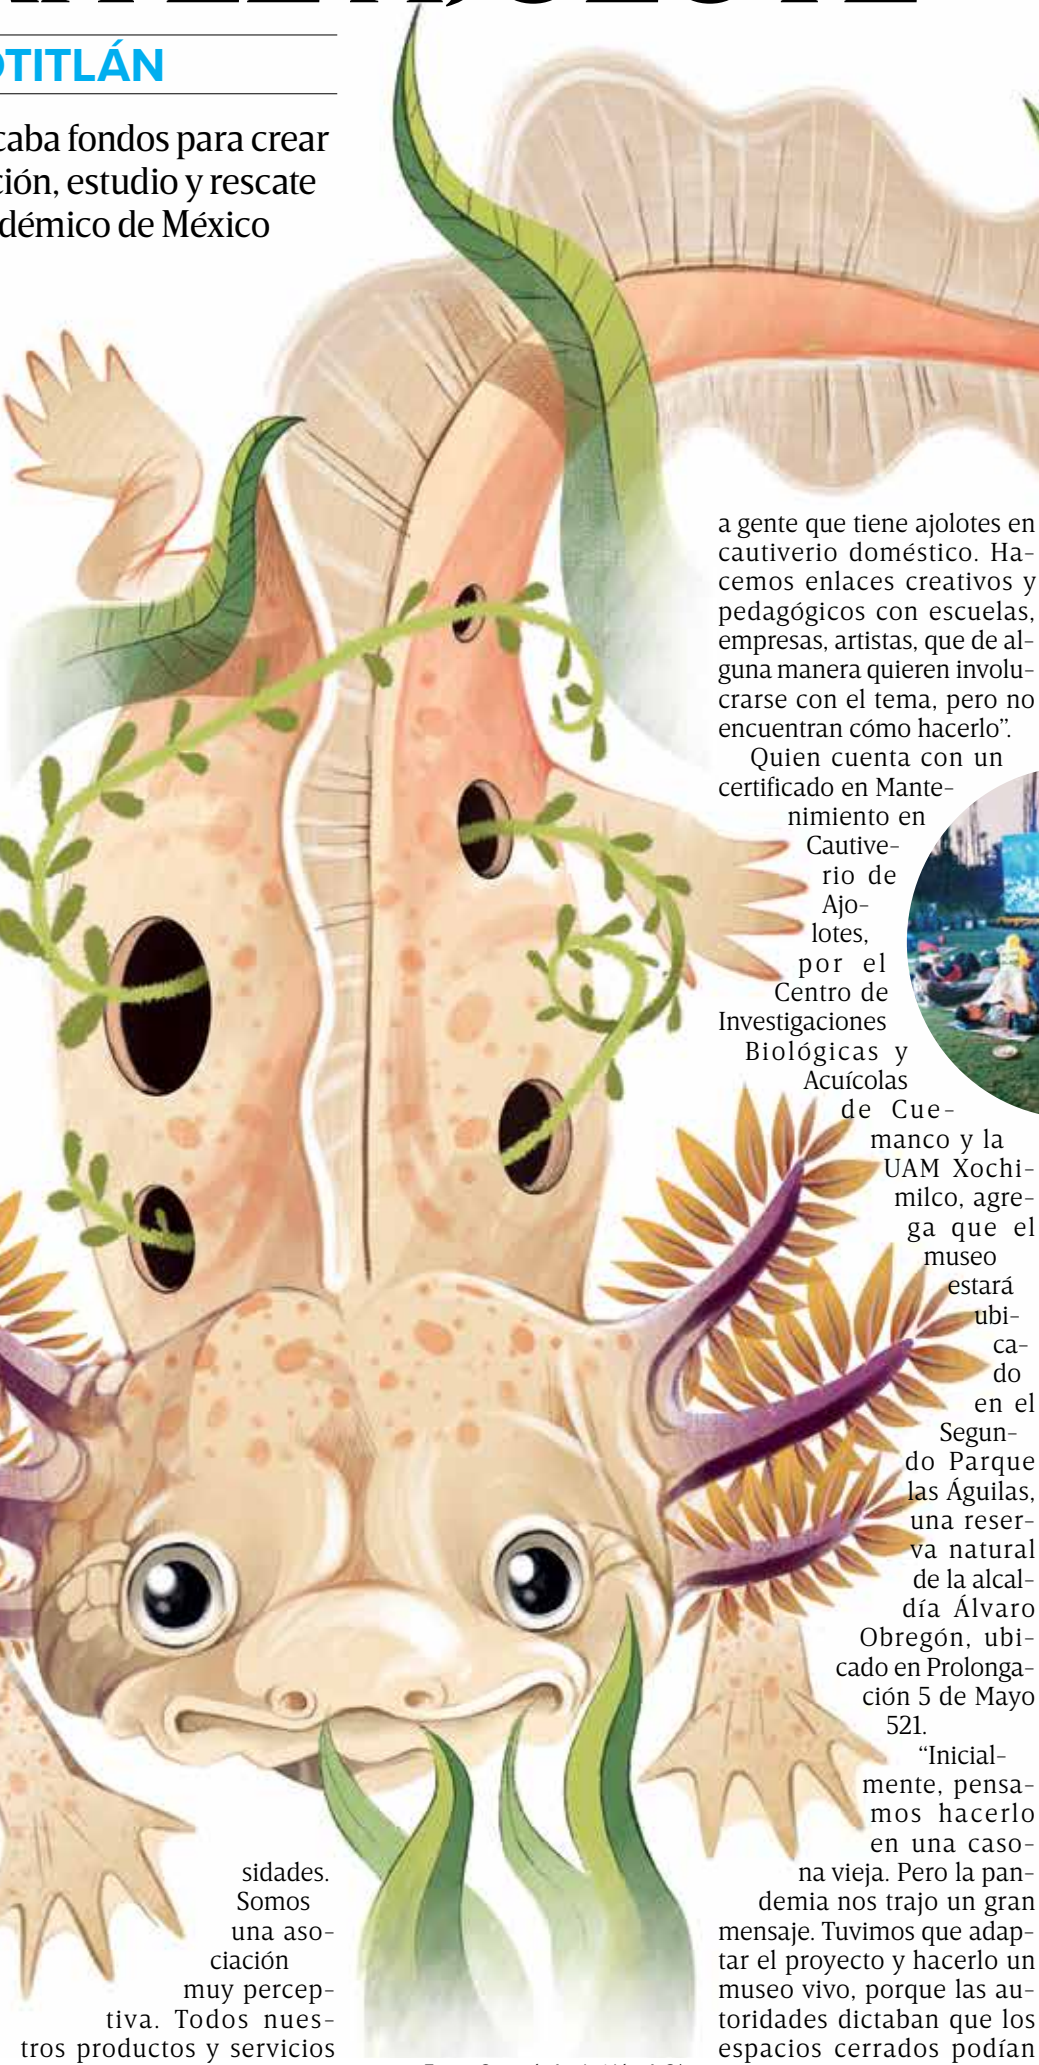 OTITLÁN
caba fondos para crear
ción, estudio y rescate
démico de México
sidades.
Somos
una aso-
ciación
muy percep-
tiva. Todos nues-
tros productos y servicios
a gente que tiene ajolotes en
cautiverio doméstico. Ha-
cemos enlaces creativos y
pedagógicos con escuelas,
empresas, artistas, que de al-
guna manera quieren involu-
crarse con el tema, pero no
encuentran cómo hacerlo”.
Quien cuenta con un
certificado en Mante-
nimiento en
Cautive-
rio de
Ajo-
lotes,
por el
Centro de
Investigaciones
Biológicas y
Acuícolas
de Cue-
manco y la
UAM Xochi-
milco, agre-
ga que el
museo
estará
ubi-
ca-
do
en el
Segun-
do Parque
las Águilas,
una reser-
va natural
de la alcal-
día Álvaro
Obregón, ubi-
cado en Prolonga-
ción 5 de Mayo
521.
“Inicial-
mente, pensa-
mos hacerlo
en una caso-
na vieja. Pero la pan-
demia nos trajo un gran
mensaje. Tuvimos que adap-
tar el proyecto y hacerlo un
museo vivo, porque las au-
toridades dictaban que los
espacios cerrados podían